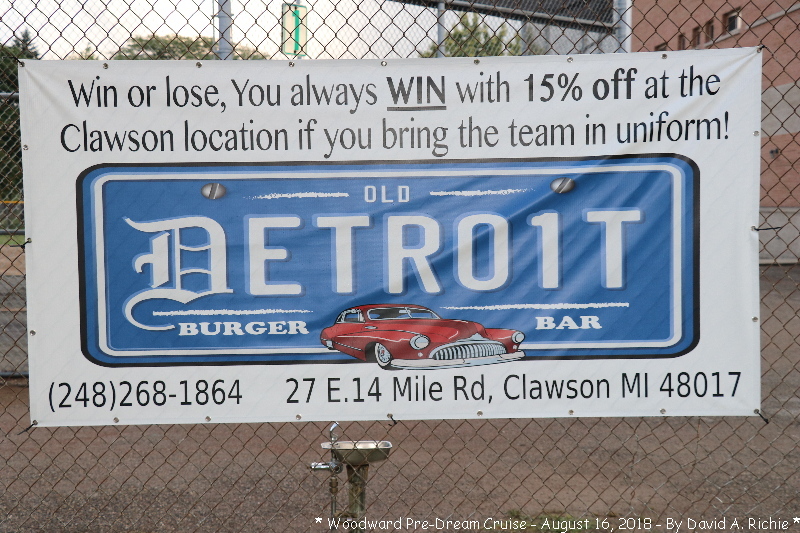 Win or lose, You always WIN with 15% off at the
Clawson location if you bring the team in uniform!
OLD
DETRO1T
BURGER BAR
(248)268-1864 27 E.14 Mile Rd, Clawson MI 48017
* Woodward Pre-Dream Cruise - August 16, 2018 - By David A. Richie *